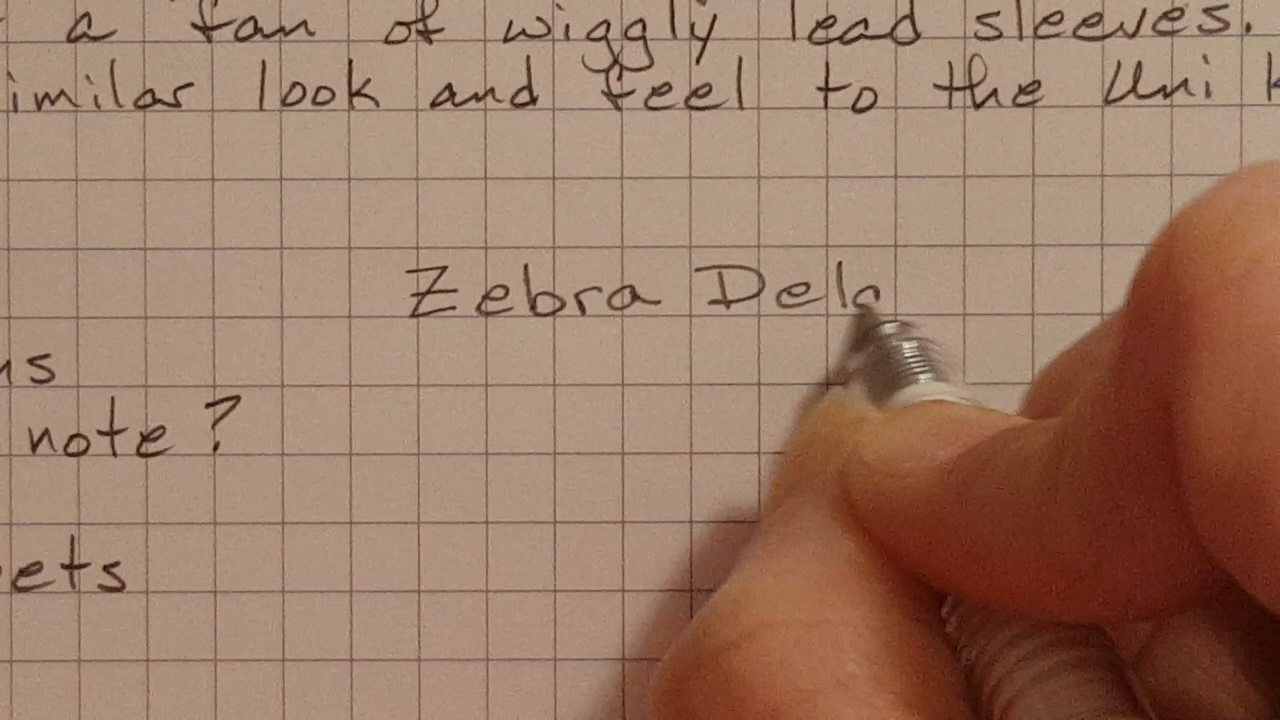 a fan of wiggly lead sleeves.
imilar look and feel to the Uni
Zebra Del
s
note?
ets